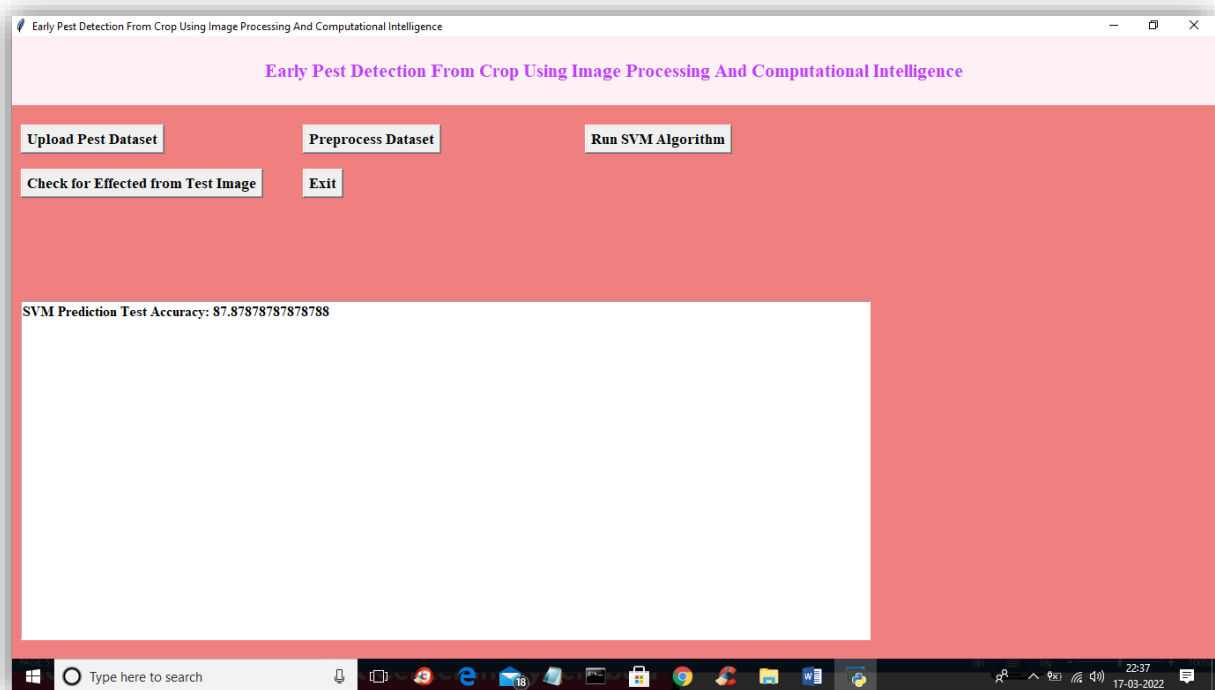 Early Pest Detection From Crop Using Image Processing And Computational Intelligence
Early Pest Detection From Crop Using Image Processing And Computational Intelligence
Upload Pest Dataset
Preprocess Dataset
Run SVM Algorithm
Check for Effected from Test Image
Exit
SVM Prediction Test Accuracy: 87.87878787878788
Type here to search
18
22:37
17-03-2022